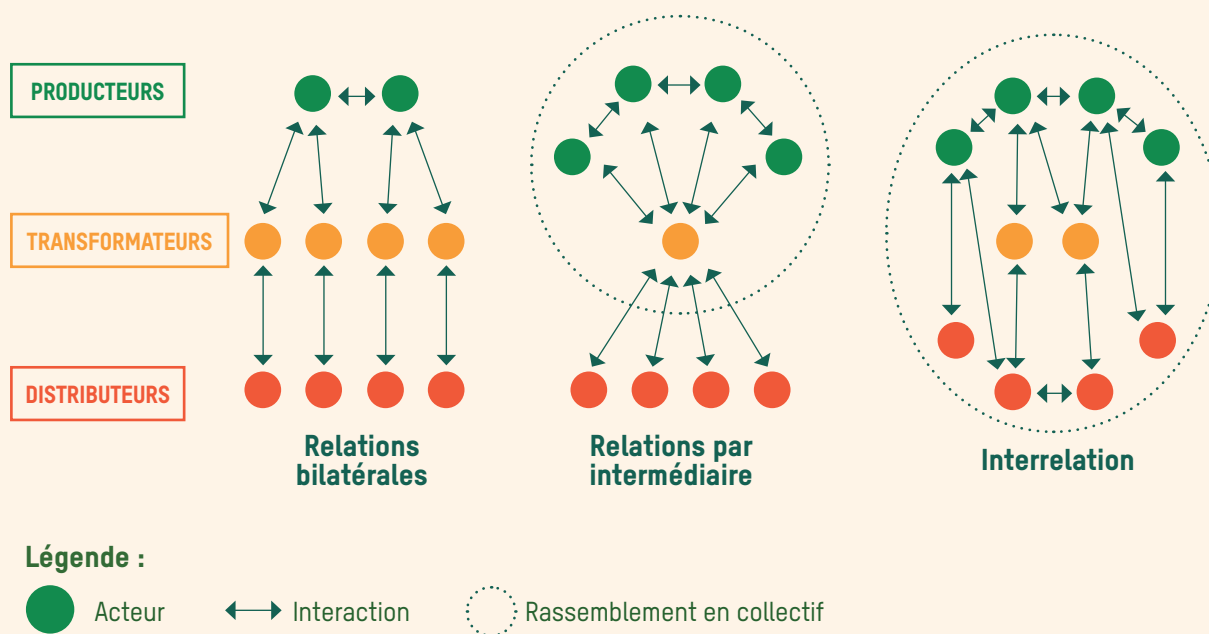 PRODUCTEURS
TRANSFORMATEURS
DISTRIBUTEURS
Relations
bilatérales
Relations par
intermédiaire
Interrelation
Légende :
Acteur
Interaction
Rassemblement en collectif